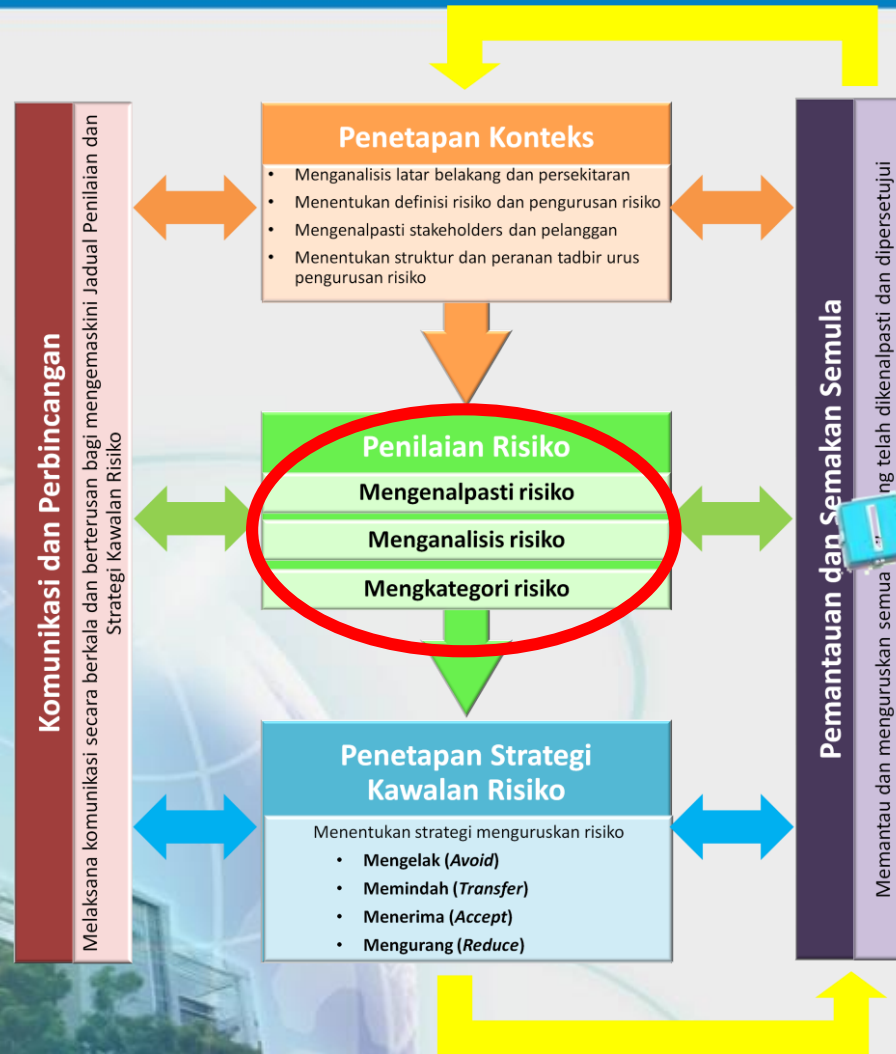 Komunikasi dan Perbincangan
Melaksana komunikasi secara berkala dan berterusan bagi mengemaskini Jadual Penilaian dan
Strategi Kawalan Risiko
Penetapan Konteks
• Menganalisis latar belakang dan persekitaran
• Menentukan definisi risiko dan pengurusan risiko
• Mengenalpasti stakeholders dan pelanggan
• Menentukan struktur dan peranan tadbir urus
pengurusan risiko
Penilaian Risiko
Mengenalpasti risiko
Menganalisis risiko
Mengkategori risiko
Penetapan Strategi
Kawalan Risiko
Menentukan strategi menguruskan risiko
• Mengelak (Avoid)
• Memindah (Transfer)
• Menerima (Accept)
• Mengurang (Reduce)
Pemantauan dan Semakan Semula
Memantau dan menguruskan semua telah dikenalpasti dan dipersetujui